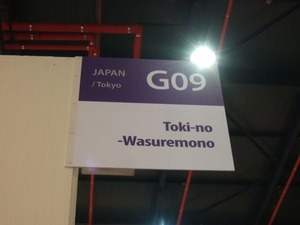 JAPAN
/Tokyo
G09
Toki-no
-Wasuremono